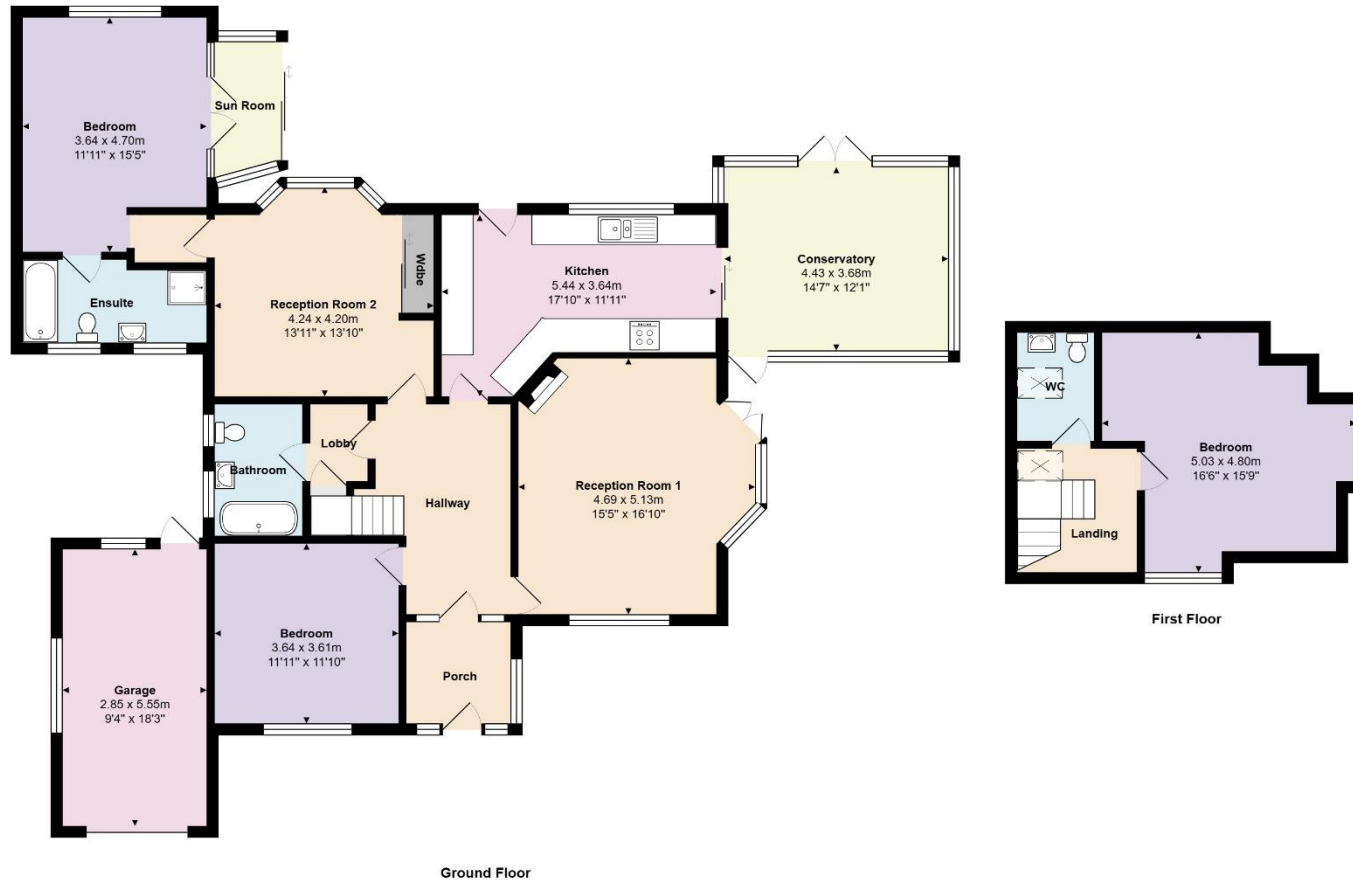 Sun Room
Bedroom
3.64 x 4.70m
11'11" x 15'5"
Ensuite
Reception Room 2
4.24 x 4.20m
13'11" x 13'10"
Wdbe
Kitchen
5.44 x 3.64m
17'10" x 11'11"
Conservatory
4.43 x 3.68m
14'7" x 12'1"
Lobby
Bathroom
Hallway
Reception Room 1
4.69 x 5.13m
15'5" x 16'10"
Bedroom
3.64 x 3.61m
11'11" x 11'10"
Porch
Garage
2.85 x 5.55m
9'4" x 18'3"
Ground Floor
WC
Bedroom
5.03 x 4.80m
16'6" x 15'9"
Landing
First Floor